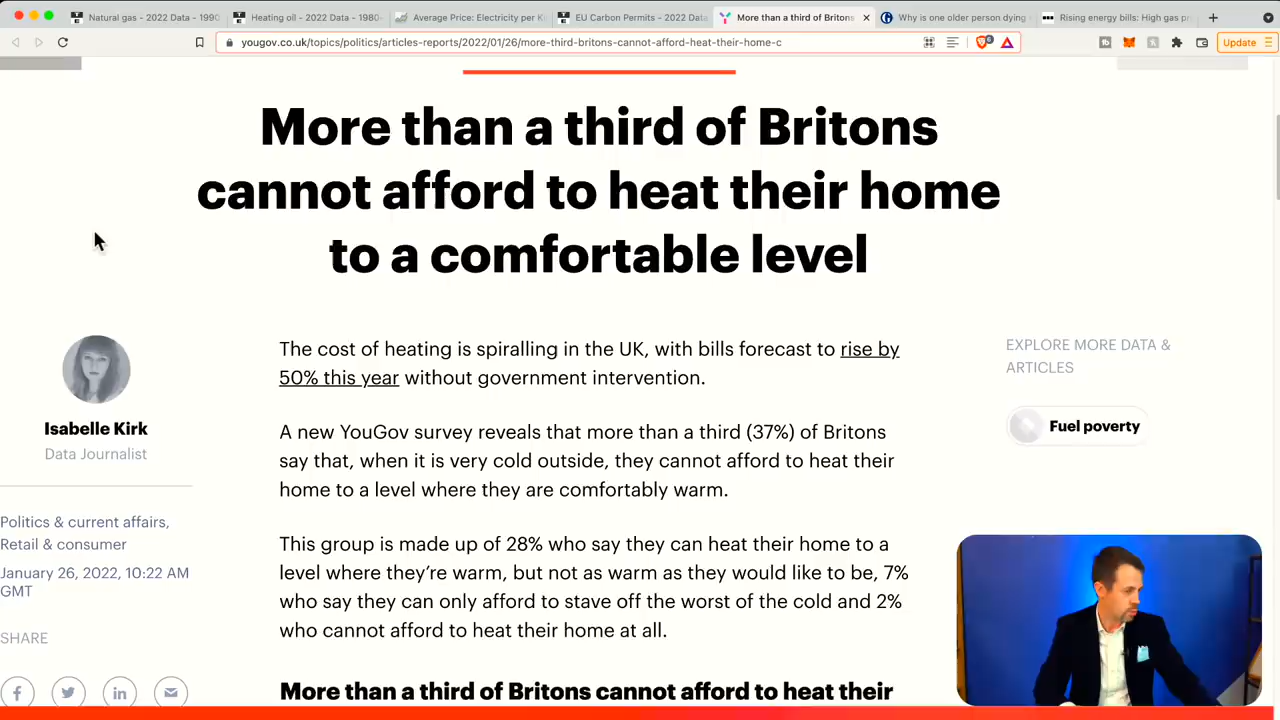 Natural gas - 2022 Data - 1990
Heating oil - 2022 Data - 1980-
Average Price: Electricity per Ki
EU Carbon Permits - 2022 Data
More than a third of Britons
Why is one older person dying
Rising energy bills: High gas pr
yougov.co.uk/topics/politics/articles-reports/2022/01/26/more-third-britons-cannot-afford-heat-their-home-c
Update
More than a third of Britons
cannot afford to heat their home
to a comfortable level
Isabelle Kirk
Data Journalist
Politics & current affairs,
Retail & consumer
January 26, 2022, 10:22 AM
GMT
SHARE
The cost of heating is spiralling in the UK, with bills forecast to rise by
50% this year without government intervention.
A new YouGov survey reveals that more than a third (37%) of Britons
say that, when it is very cold outside, they cannot afford to heat their
home to a level where they are comfortably warm.
This group is made up of 28% who say they can heat their home to a
level where they’re warm, but not as warm as they would like to be, 7%
who say they can only afford to stave off the worst of the cold and 2%
who cannot afford to heat their home at all.
More than a third of Britons cannot afford to heat their
EXPLORE MORE DATA &
ARTICLES
Fuel poverty